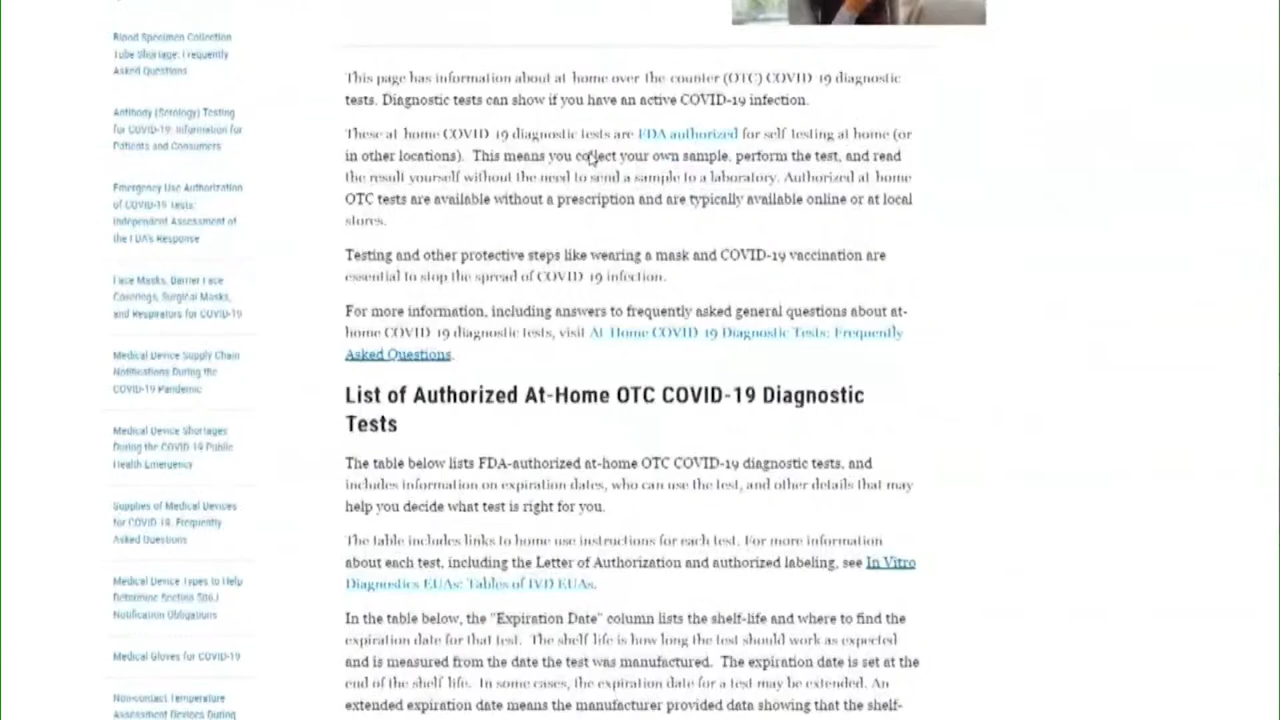 Blood Specimen Collection
Tube Shortage: Frequently
Asked Questions
Antibody (Serology) Testing
for COVID-19: Information for
Patients and Consumers
Emergency Use Authorization
of COVID-19 Tests:
Independent Assessment of
the FDA's Response
Face Masks, Barrier Face
Coverings, Surgical Masks,
and Respirators for COVID-19
Medical Device Supply Chain
Notifications During the
COVID-19 Pandemic
Medical Device Shortages
During the COVID-19 Public
Health Emergency
Supplies of Medical Devices
for COVID-19: Frequently
Asked Questions
Medical Device Types to Help
Determine Section 506J
Notification Obligations
Medical Gloves for COVID-19
Non-contact Temperature
Assessment Devices During
This page has information about at-home over-the-counter (OTC) COVID-19 diagnostic
tests. Diagnostic tests can show if you have an active COVID-19 infection.
These at-home COVID-19 diagnostic tests are FDA authorized for self-testing at home (or
in other locations). This means you collect your own sample, perform the test, and read
the result yourself without the need to send a sample to a laboratory. Authorized at-home
OTC tests are available without a prescription and are typically available online or at local
stores.
Testing and other protective steps like wearing a mask and COVID-19 vaccination are
essential to stop the spread of COVID-19 infection.
For more information, including answers to frequently asked general questions about at-
home COVID-19 diagnostic tests, visit At-Home COVID-19 Diagnostic Tests: Frequently
Asked Questions.
List of Authorized At-Home OTC COVID-19 Diagnostic
Tests
The table below lists FDA-authorized at-home OTC COVID-19 diagnostic tests, and
includes information on expiration dates, who can use the test, and other details that may
help you decide what test is right for you.
The table includes links to home use instructions for each test. For more information
about each test, including the Letter of Authorization and authorized labeling, see In Vitro
Diagnostics EUAs: Tables of IVD EUAs.
In the table below, the "Expiration Date" column lists the shelf-life and where to find the
expiration date for that test. The shelf-life is how long the test should work as expected
and is measured from the date the test was manufactured. The expiration date is set at the
end of the shelf-life. In some cases, the expiration date for a test may be extended. An
extended expiration date means the manufacturer provided data showing that the shelf-